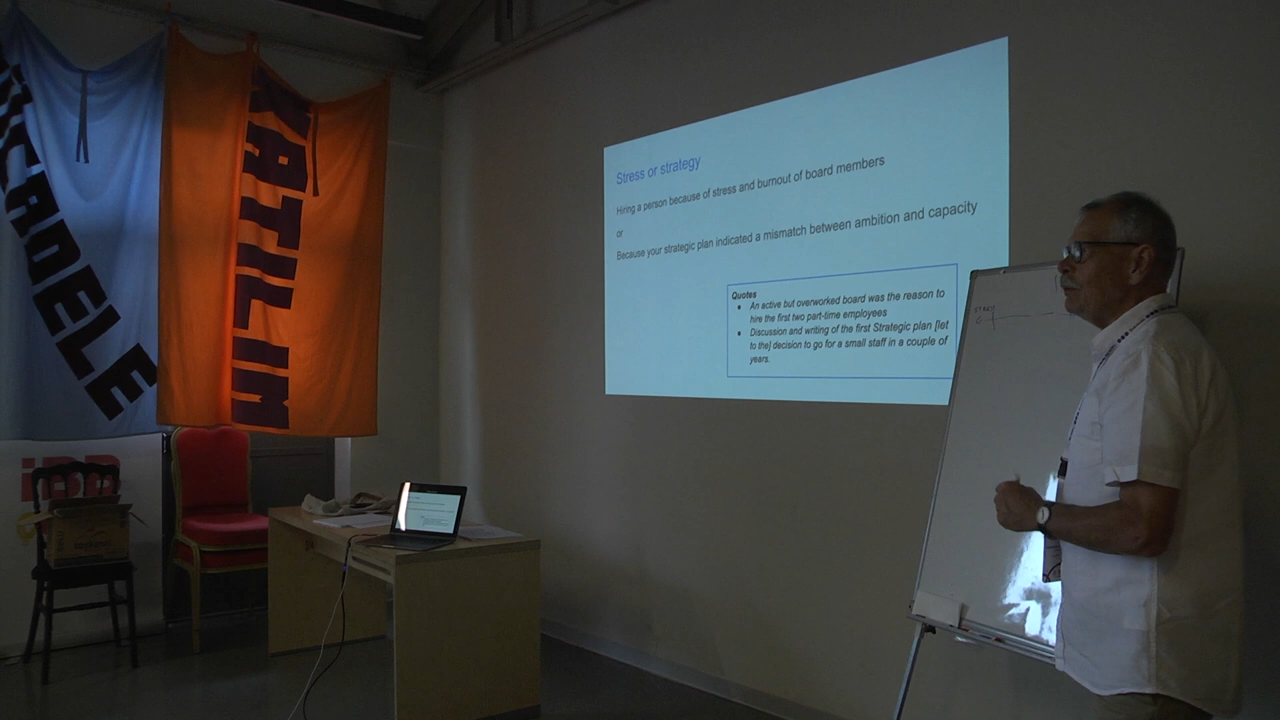 KATILIM
iBB
Stress or strategy
Hiring a person because of stress and burnout of board members
or
Because your strategic plan indicated a mismatch between ambition and capacity
Quotes
● An active but overworked board was the reason to
hire the first two part-time employees
● Discussion and writing of the first Strategic plan [let
to the] decision to go for a small staff in a couple of
years.